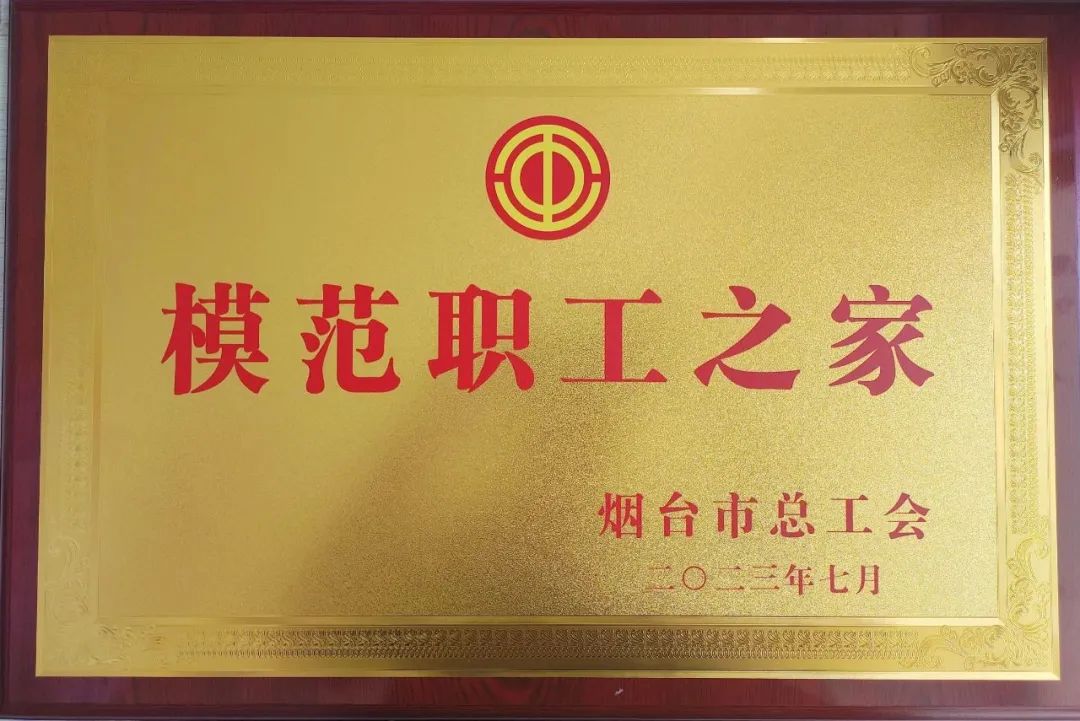 模范职工之家
烟台市总工会
二〇二三年七月